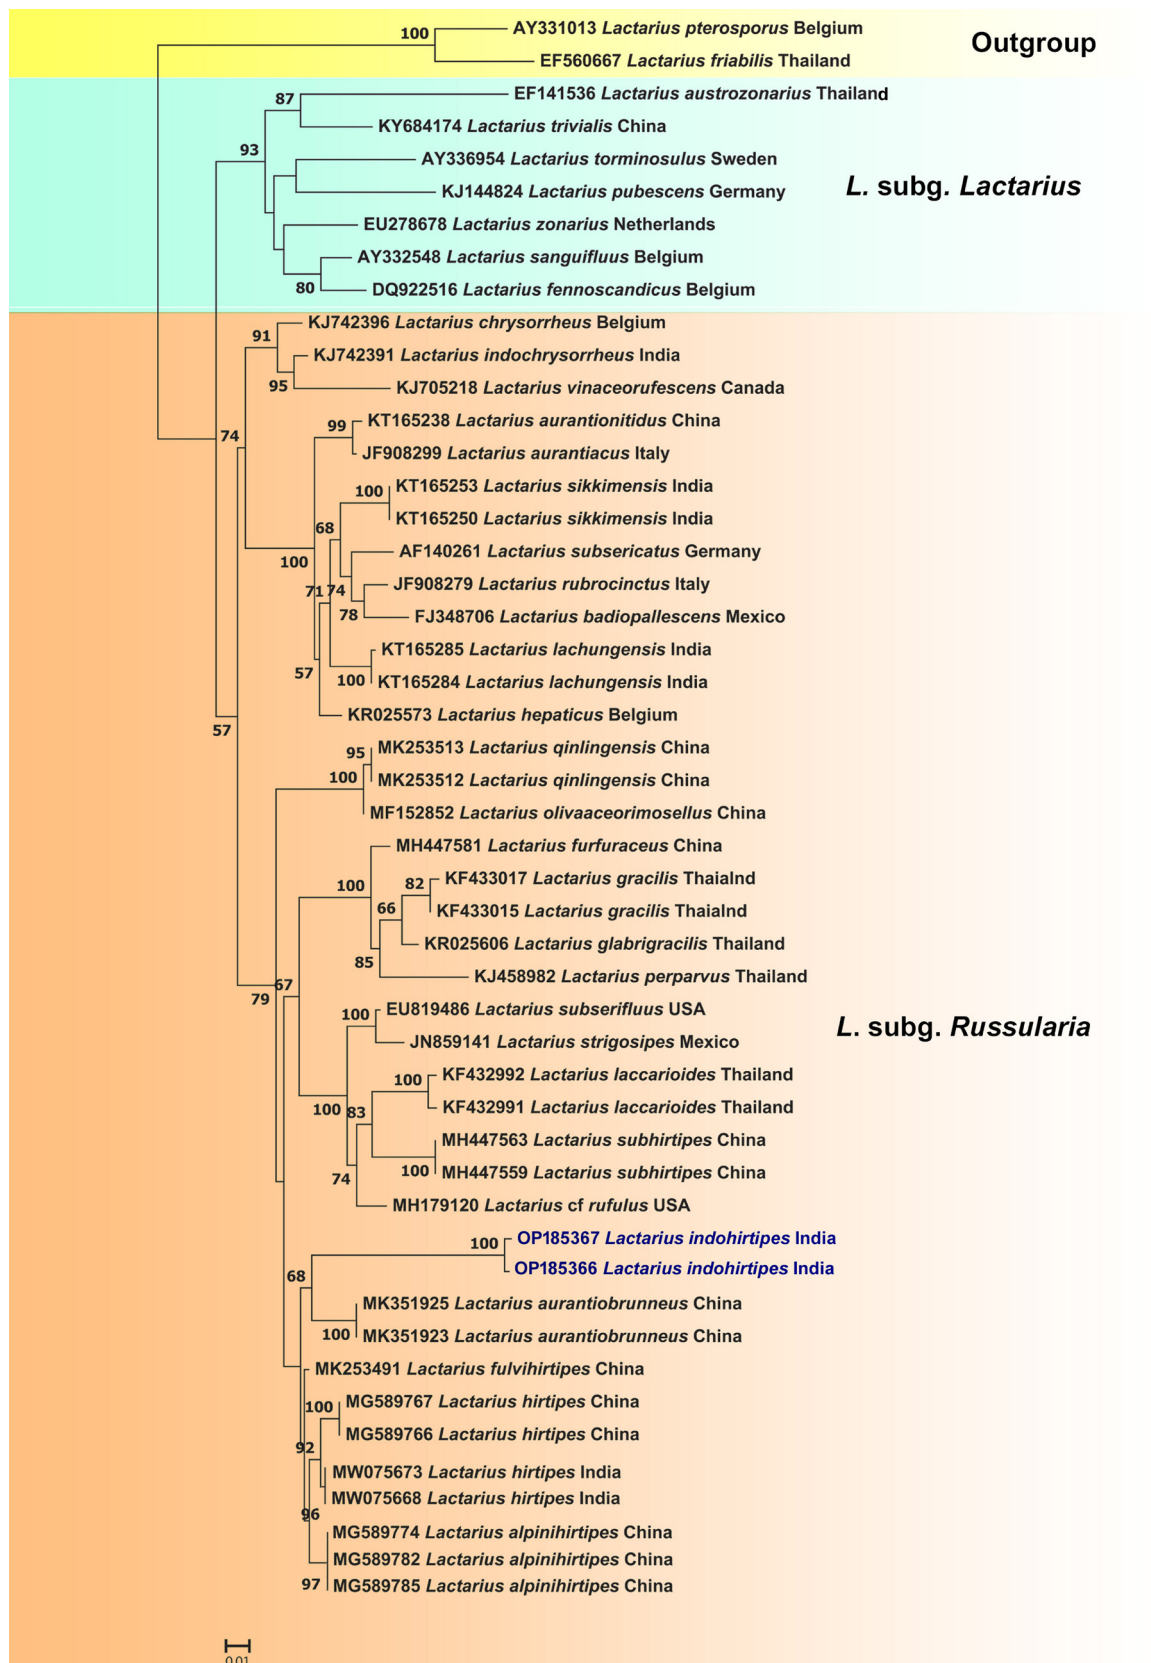 100
AY331013 Lactarius pterosporus Belgium
EF560667 Lactarius friabilis Thailand
Outgroup
87
EF141536 Lactarius austrozonarius Thailand
KY684174 Lactarius trivialis China
93
AY336954 Lactarius torminosulus Sweden
KJ144824 Lactarius pubescens Germany
L. subg. Lactarius
EU278678 Lactarius zonarius Netherlands
AY332548 Lactarius sanguifluus Belgium
80
DQ922516 Lactarius fennoscandicus Belgium
KJ742396 Lactarius chrysorrheus Belgium
91
KJ742391 Lactarius indochrysorrheus India
95
KJ705218 Lactarius vinaceorufescens Canada
KT165238 Lactarius aurantionitidus China
99
74
JF908299 Lactarius aurantiacus Italy
100
KT165253 Lactarius sikkimensis India
KT165250 Lactarius sikkimensis India
68
AF140261 Lactarius subsericatus Germany
100
JF908279 Lactarius rubrocinctus Italy
71
74
78
FJ348706 Lactarius badiopallescens Mexico
KT165285 Lactarius lachungensis India
57
100
KT165284 Lactarius lachungensis India
KR025573 Lactarius hepaticus Belgium
57
95
MK253513 Lactarius qinlingensis China
100
MK253512 Lactarius qinlingensis China
MF152852 Lactarius olivaaceorimosellus China
MH447581 Lactarius furfuraceus China
100
82
KF433017 Lactarius gracilis Thaialnd
66
KF433015 Lactarius gracilis Thaialnd
KR025606 Lactarius glabrigracilis Thailand
85
KJ458982 Lactarius perparvus Thailand
67
79
100
EU819486 Lactarius subserifluus USA
L. subg. Russularia
JN859141 Lactarius strigosipes Mexico
100
KF432992 Lactarius laccarioides Thailand
100
83
KF432991 Lactarius laccarioides Thailand
MH447563 Lactarius subhirtipes China
100
MH447559 Lactarius subhirtipes China
74
MH179120 Lactarius cf rufulus USA
100
OP185367 Lactarius indohirtipes India
OP185366 Lactarius indohirtipes India
68
MK351925 Lactarius aurantiobrunneus China
100
MK351923 Lactarius aurantiobrunneus China
MK253491 Lactarius fulvihirtipes China
100
MG589767 Lactarius hirtipes China
MG589766 Lactarius hirtipes China
92
MW075673 Lactarius hirtipes India
MW075668 Lactarius hirtipes India
96
MG589774 Lactarius alpinihirtipes China
MG589782 Lactarius alpinihirtipes China
97
MG589785 Lactarius alpinihirtipes China
0.01